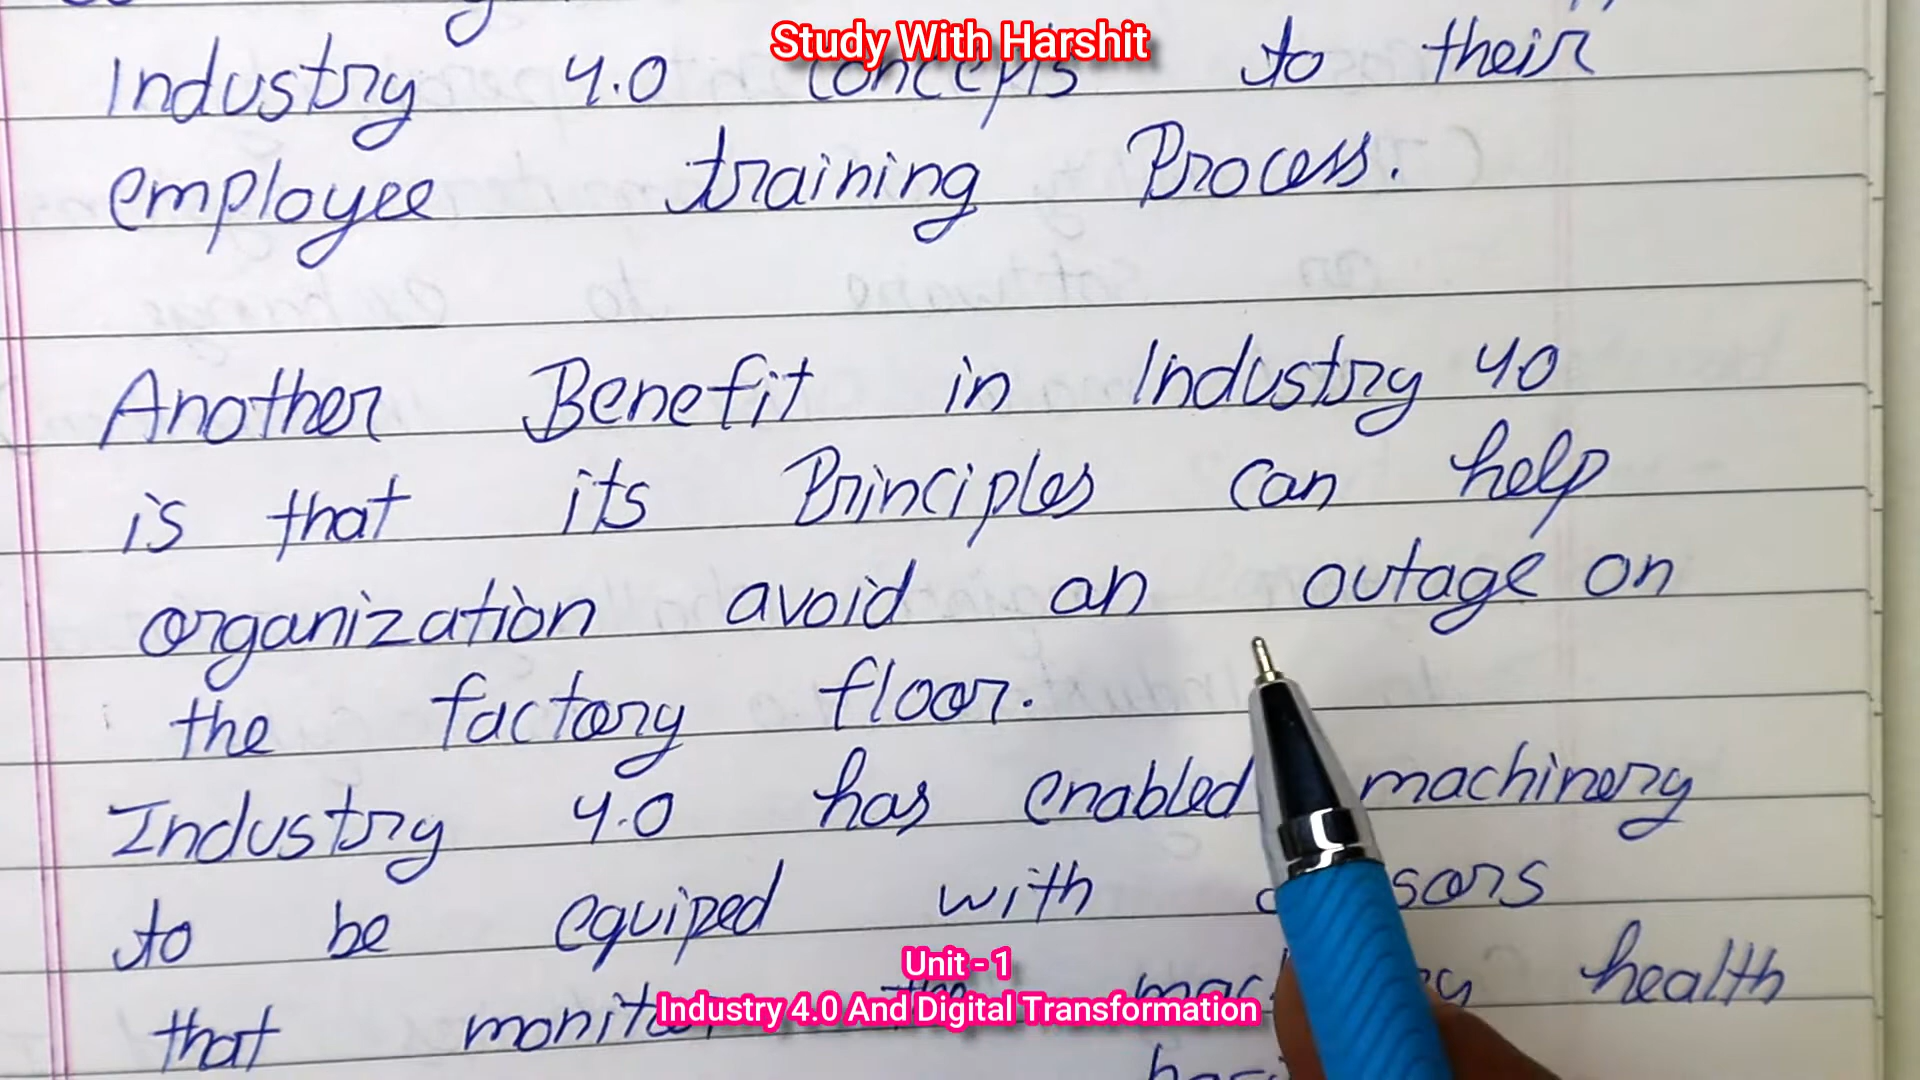 Study With Harshit
Industry 4.0 concepts to their
employee training Process.
Another Benefit in Industry 40
is that its Principles can help
organization avoid an outage on
the factory floor.
Industry 4.0 has enabled machinery
to be equiped with
Unit - 1
that the health
Industry 4.0 And Digital Transformation